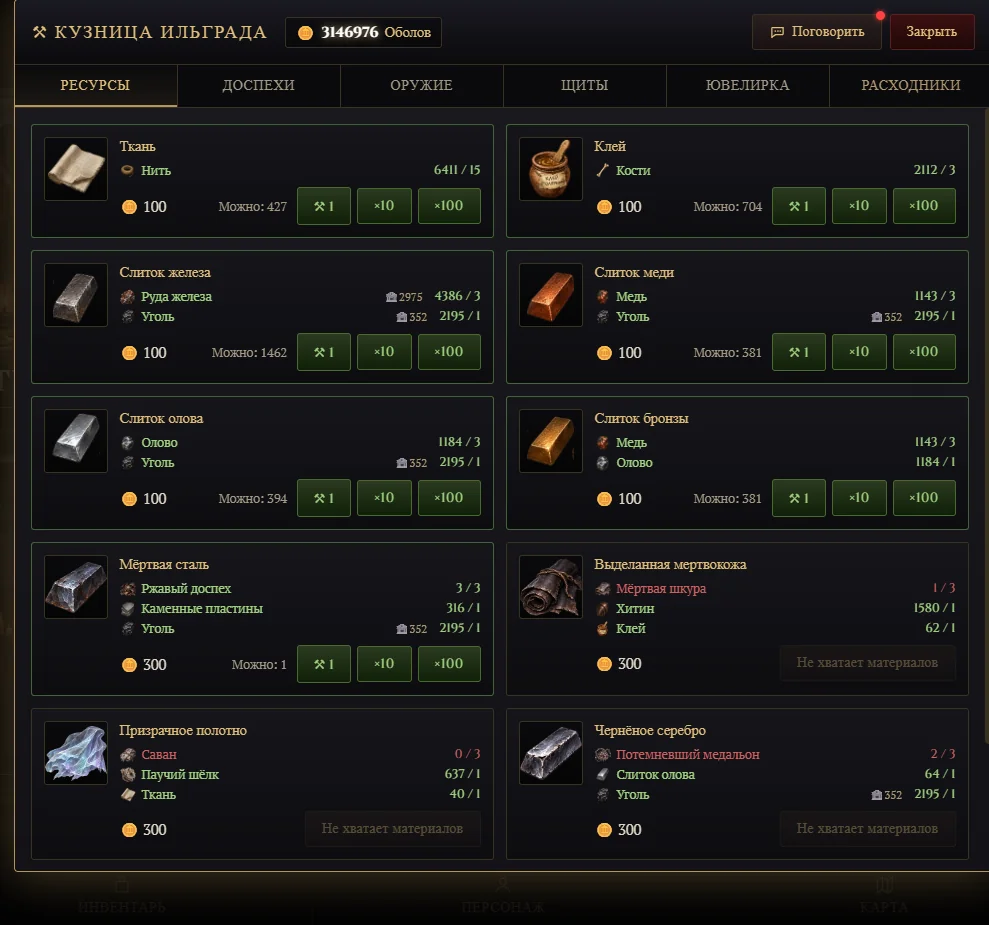 КУЗНИЦА ИЛЬГРАДА
3146976 Оболов
Поговорить
Закрыть
РЕСУРСЫ
ДОСПЕХИ
ОРУЖИЕ
ЩИТЫ
ЮВЕЛИРКА
РАСХОДНИКИ
Ткань
Нить 6411 / 15
100 Можно: 427 1 ×10 ×100
Клей
Кости 2112 / 3
100 Можно: 704 1 ×10 ×100
Слиток железа
Руда железа 2975 4386 / 3
Уголь 352 2195 / 1
100 Можно: 1462 1 ×10 ×100
Слиток меди
Медь 1143 / 3
Уголь 352 2195 / 1
100 Можно: 381 1 ×10 ×100
Слиток олова
Олово 1184 / 3
Уголь 352 2195 / 1
100 Можно: 394 1 ×10 ×100
Слиток бронзы
Медь 1143 / 3
Олово 1184 / 1
100 Можно: 381 1 ×10 ×100
Мёртвая сталь
Ржавый доспех 3 / 3
Каменные пластины 316 / 1
Уголь 352 2195 / 1
300 Можно: 1 1 ×10 ×100
Выделанная мертвокожа
Мёртвая шкура 1 / 3
Хитин 1580 / 1
Клей 62 / 1
300 Не хватает материалов
Призрачное полотно
Саван 0 / 3
Паучий шёлк 637 / 1
Ткань 40 / 1
300 Не хватает материалов
Чернёное серебро
Потемневший медальон 2 / 3
Слиток олова 64 / 1
Уголь 352 2195 / 1
300 Не хватает материалов
ИНВЕНТАРЬ
ПЕРСОНАЖ
КАРТА